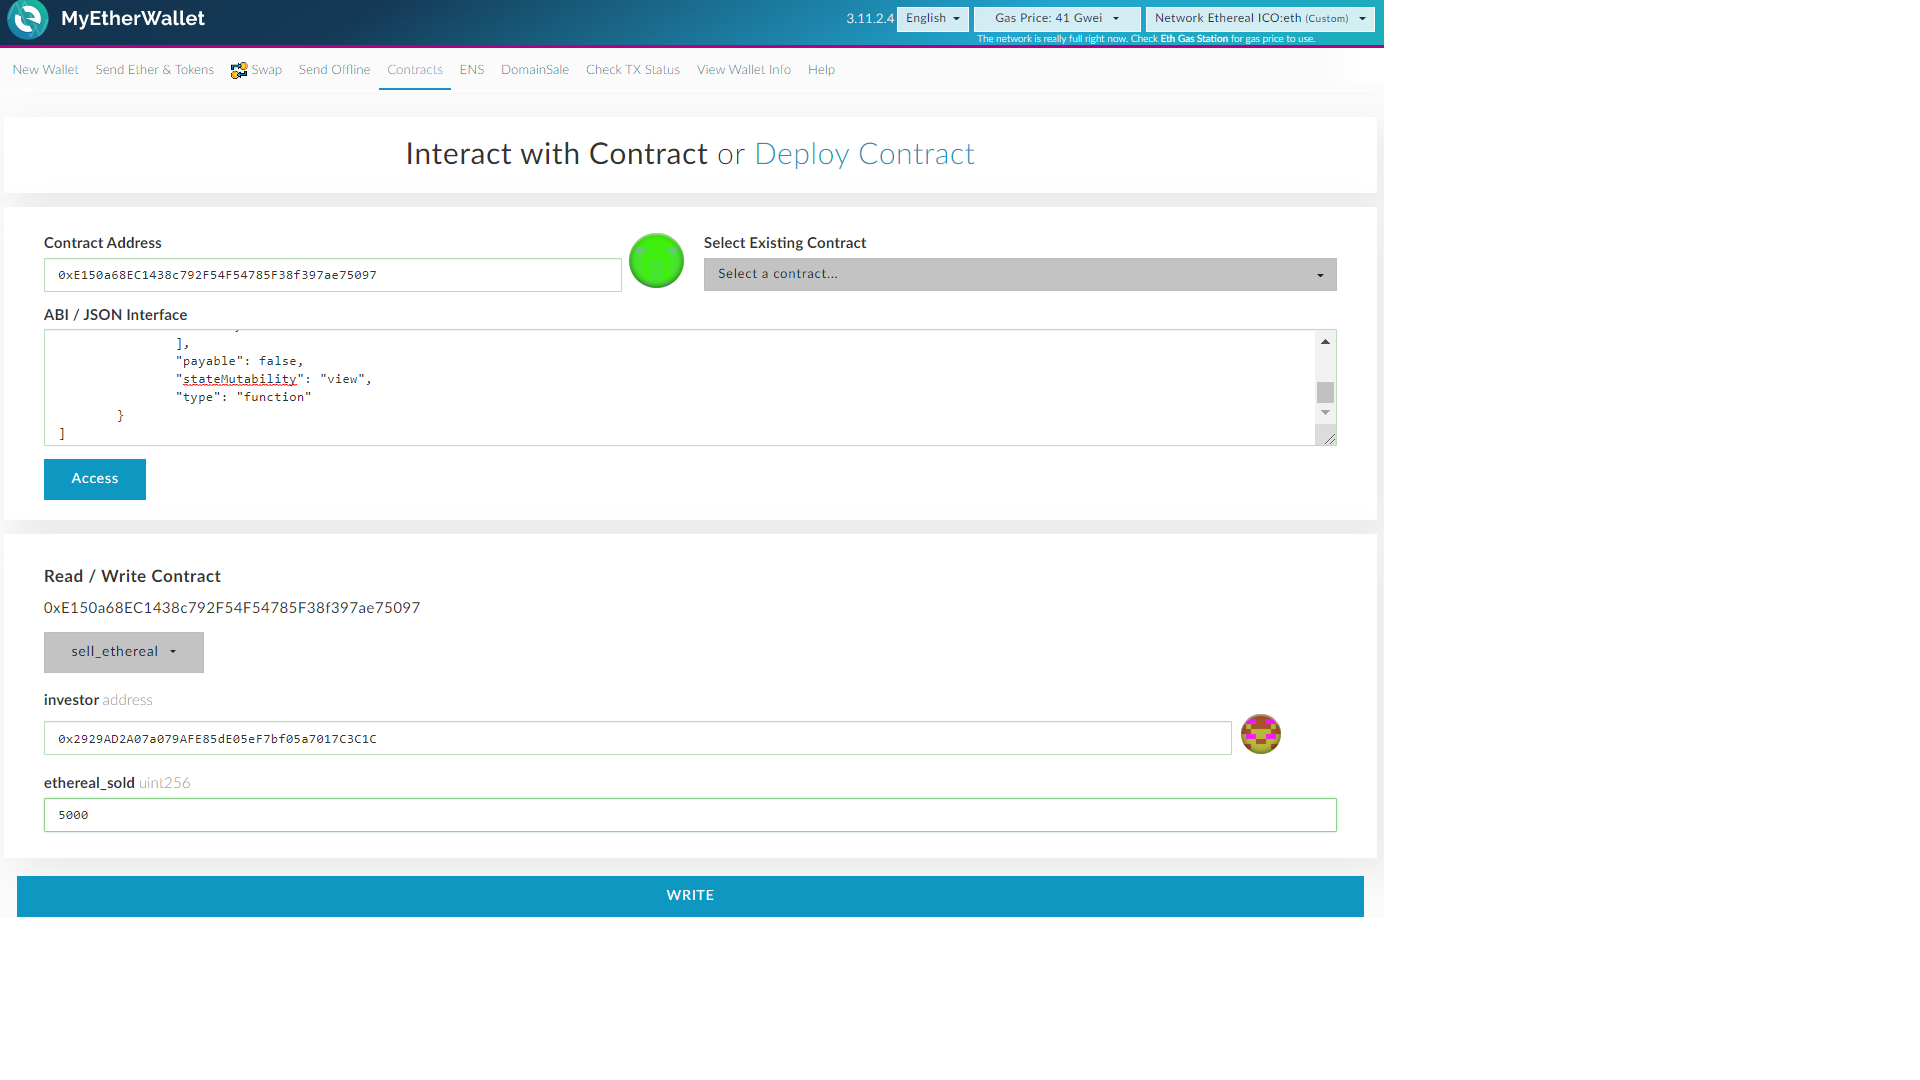 MyEtherWallet
3.11.2.4 English Gas Price: 41 Gwei Network Ethereal ICO:eth (Custom)
The network is really full right now. Check Eth Gas Station for gas price to use.
New Wallet Send Ether & Tokens Swap Send Offline Contracts ENS DomainSale Check TX Status View Wallet Info Help
Interact with Contract or Deploy Contract
Contract Address
0xE150a68EC1438c792F54F54785F38f397ae75097
Select Existing Contract
Select a contract...
ABI / JSON Interface
],
"payable": false,
"stateMutability": "view",
"type": "function"
}
]
Access
Read / Write Contract
0xE150a68EC1438c792F54F54785F38f397ae75097
sell_ethereal
investor address
0x2929AD2A07a079AFE85dE05eF7bf05a7017C3C1C
ethereal_sold uint256
5000
WRITE